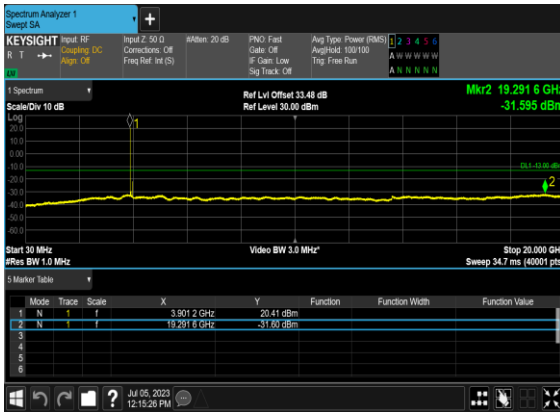 Spectrum Analyzer 1
Swept SA
+
KEYSIGHT Input: RF Input Z: 50 Ω #Atten: 20 dB PNO: Fast Avg Type: Power (RMS) 1 2 3 4 5 6
R T Coupling: DC Corrections: Off Gate: Off Avg|Hold: 100/100 A W W W W W
Align: Off Freq Ref: Int (S) IF Gain: Low Trig: Free Run A N N N N N
Sig Track: Off
1 Spectrum Ref Lvl Offset 33.48 dB Mkr2 19.291 6 GHz
Scale/Div 10 dB Ref Level 30.00 dBm -31.595 dBm
Log
20.0
10.0
0.00
-10.0
-20.0
-30.0
-40.0
-50.0
-60.0
1
DL1 -13.00 dBm
2
Start 30 MHz Video BW 3.0 MHz* Stop 20.000 GHz
#Res BW 1.0 MHz Sweep 34.7 ms (40001 pts)
5 Marker Table
Mode Trace Scale X Y Function Function Width Function Value
1 N 1 f 3.901 2 GHz 20.41 dBm
2 N 1 f 19.291 6 GHz -31.60 dBm
3
4
5
6
? Jul 05, 2023
12:15:26 PM